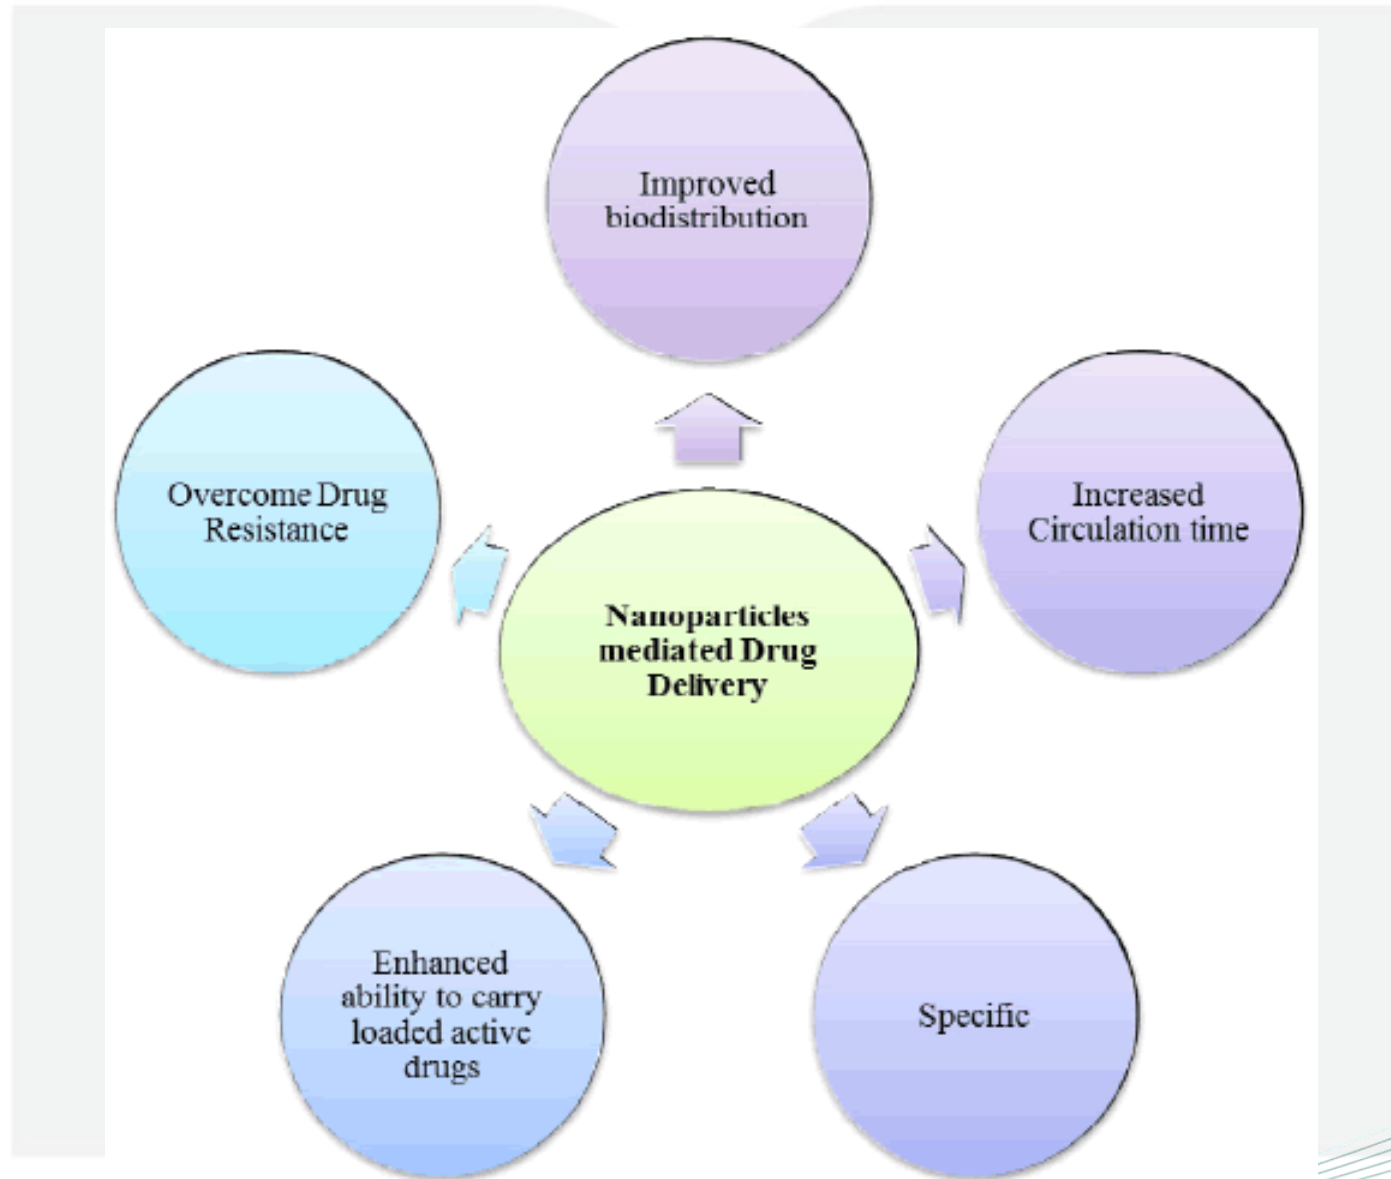 Improved
biodistribution
Overcome Drug
Resistance
Increased
Circulation time
Nanoparticles
mediated Drug
Delivery
Enhanced
ability to carry
loaded active
drugs
Specific